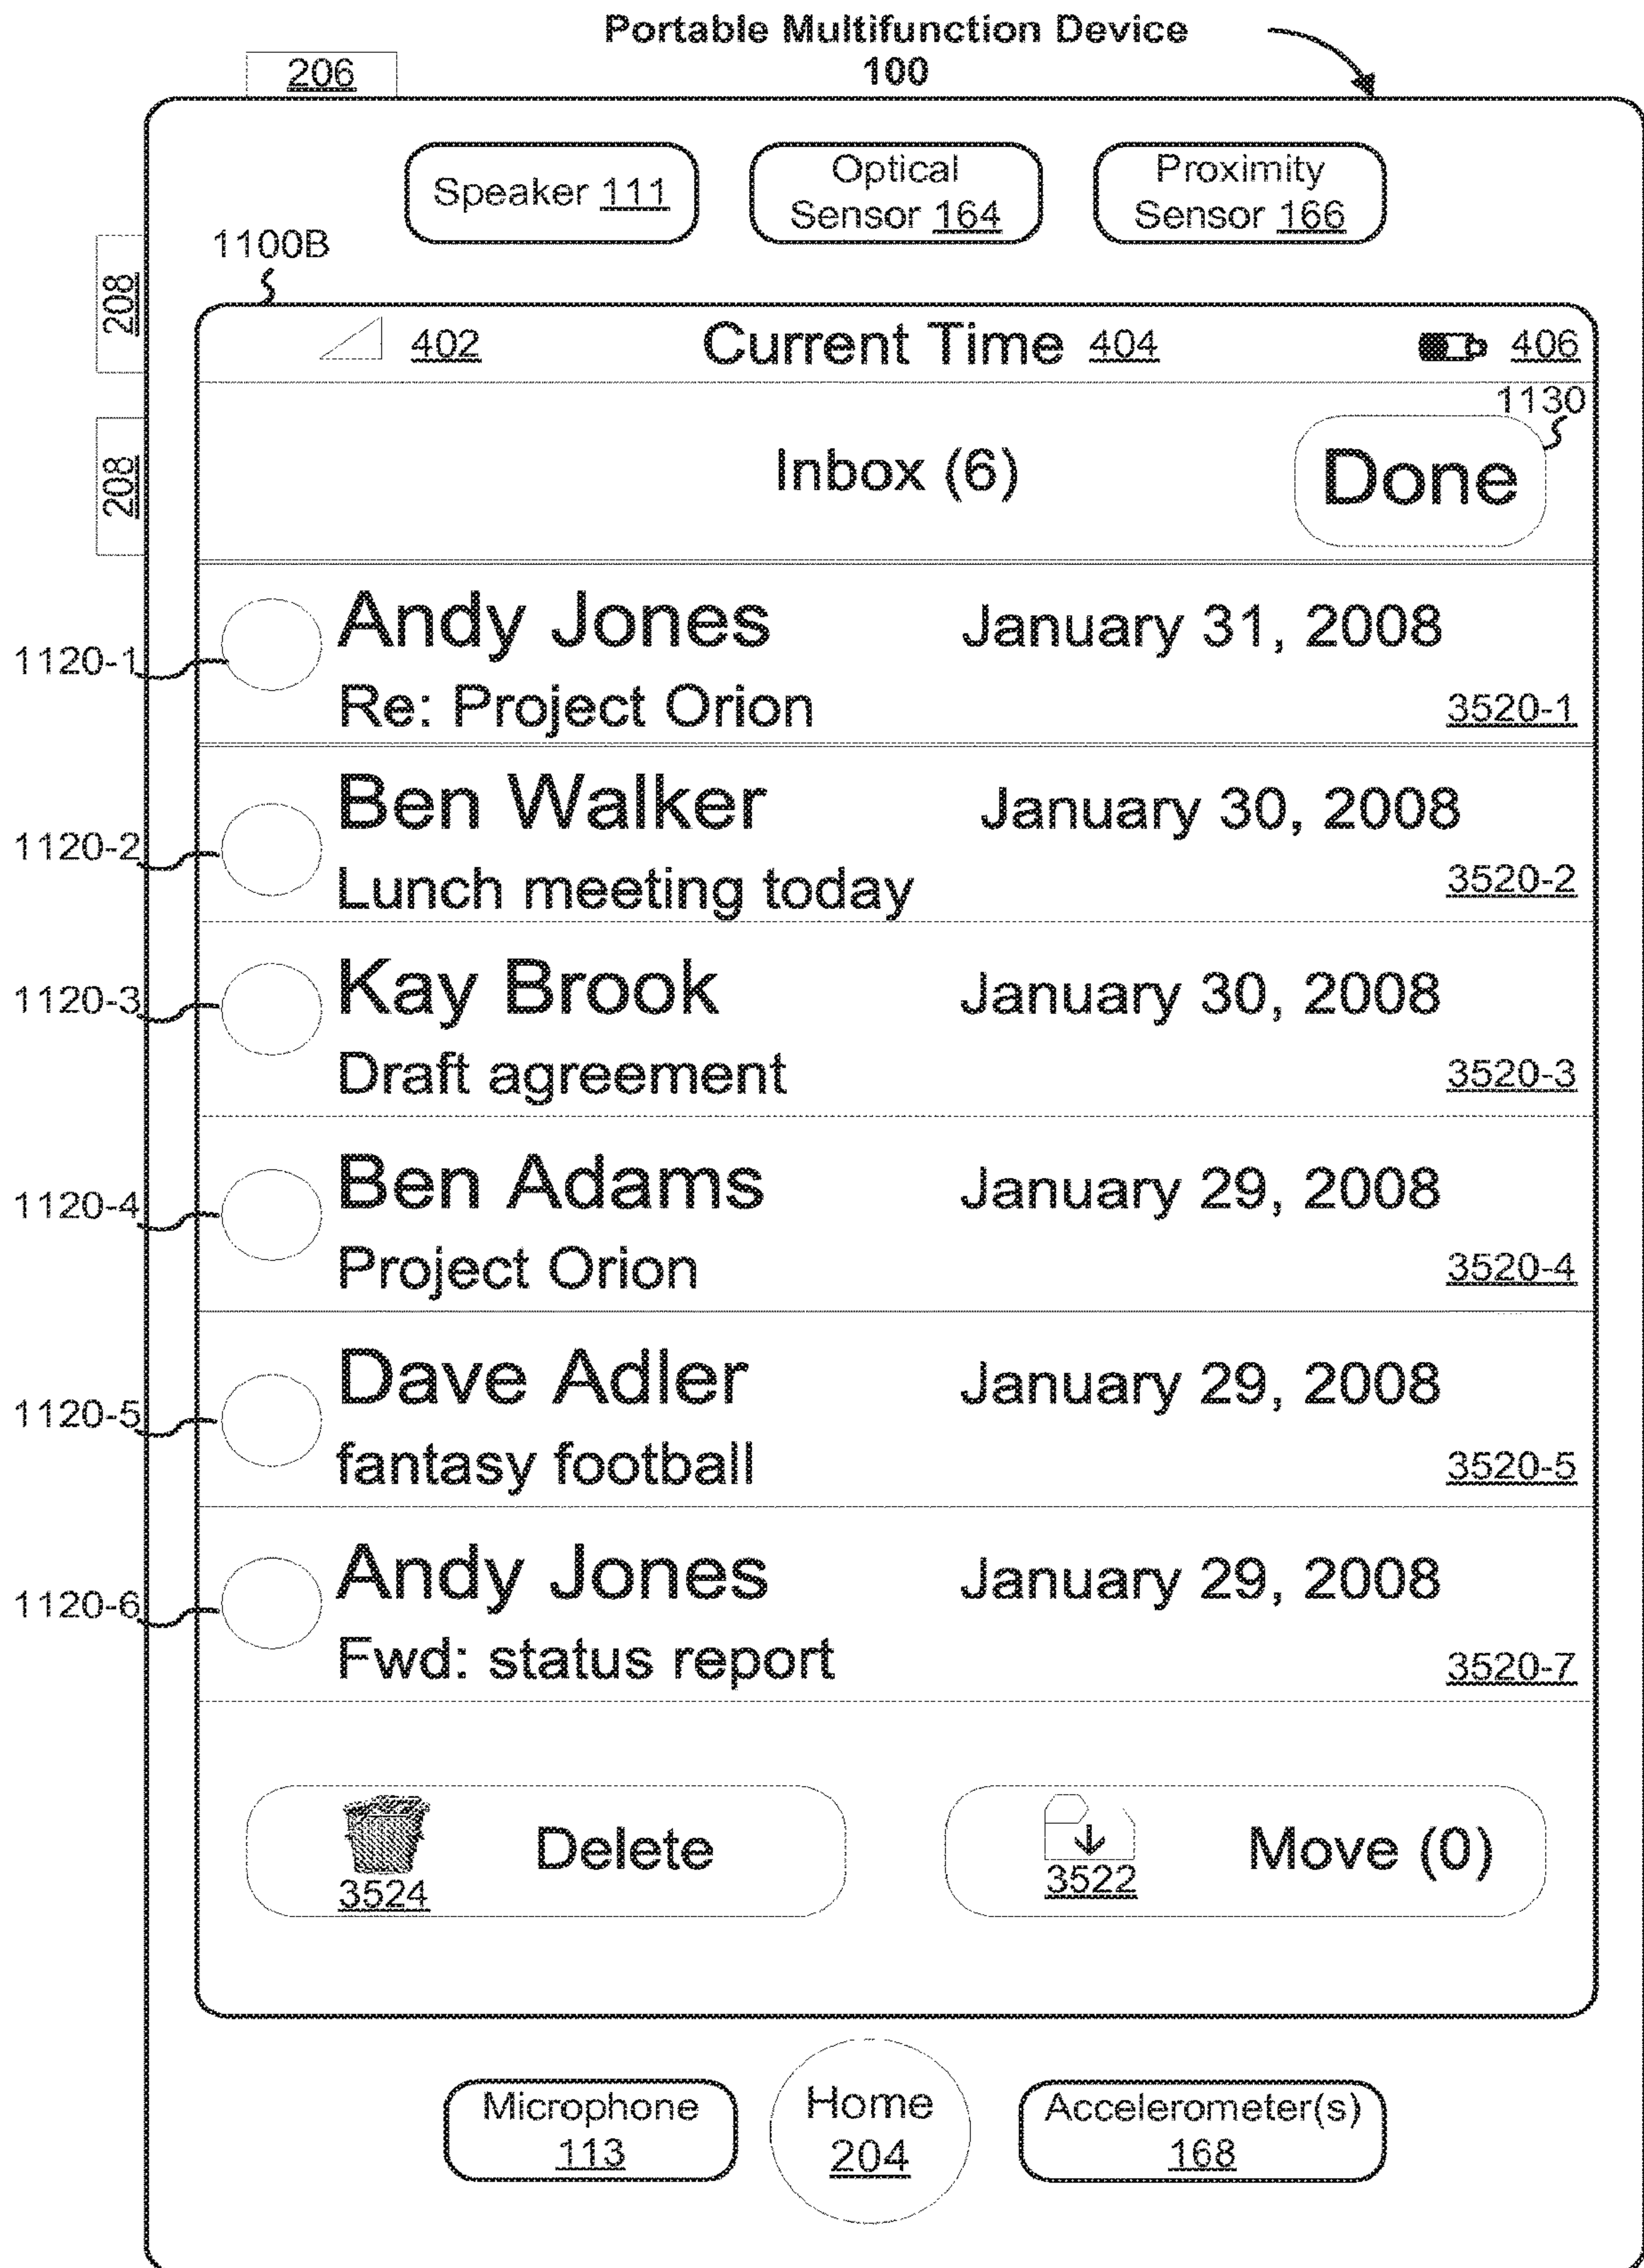 Portable Multifunction Device
100
206
Speaker 111
Optical
Sensor 164
Proximity
Sensor 166
1100B
208
402
Current Time 404
406
1130
208
Inbox (6)
Done
1120-1
Andy Jones
January 31, 2008
Re: Project Orion
3520-1
1120-2
Ben Walker
January 30, 2008
Lunch meeting today
3520-2
1120-3
Kay Brook
January 30, 2008
Draft agreement
3520-3
1120-4
Ben Adams
January 29, 2008
Project Orion
3520-4
1120-5
Dave Adler
January 29, 2008
fantasy football
3520-5
1120-6
Andy Jones
January 29, 2008
Fwd: status report
3520-7
3524
Delete
3522
Move (0)
Microphone
113
Home
204
Accelerometer(s)
168